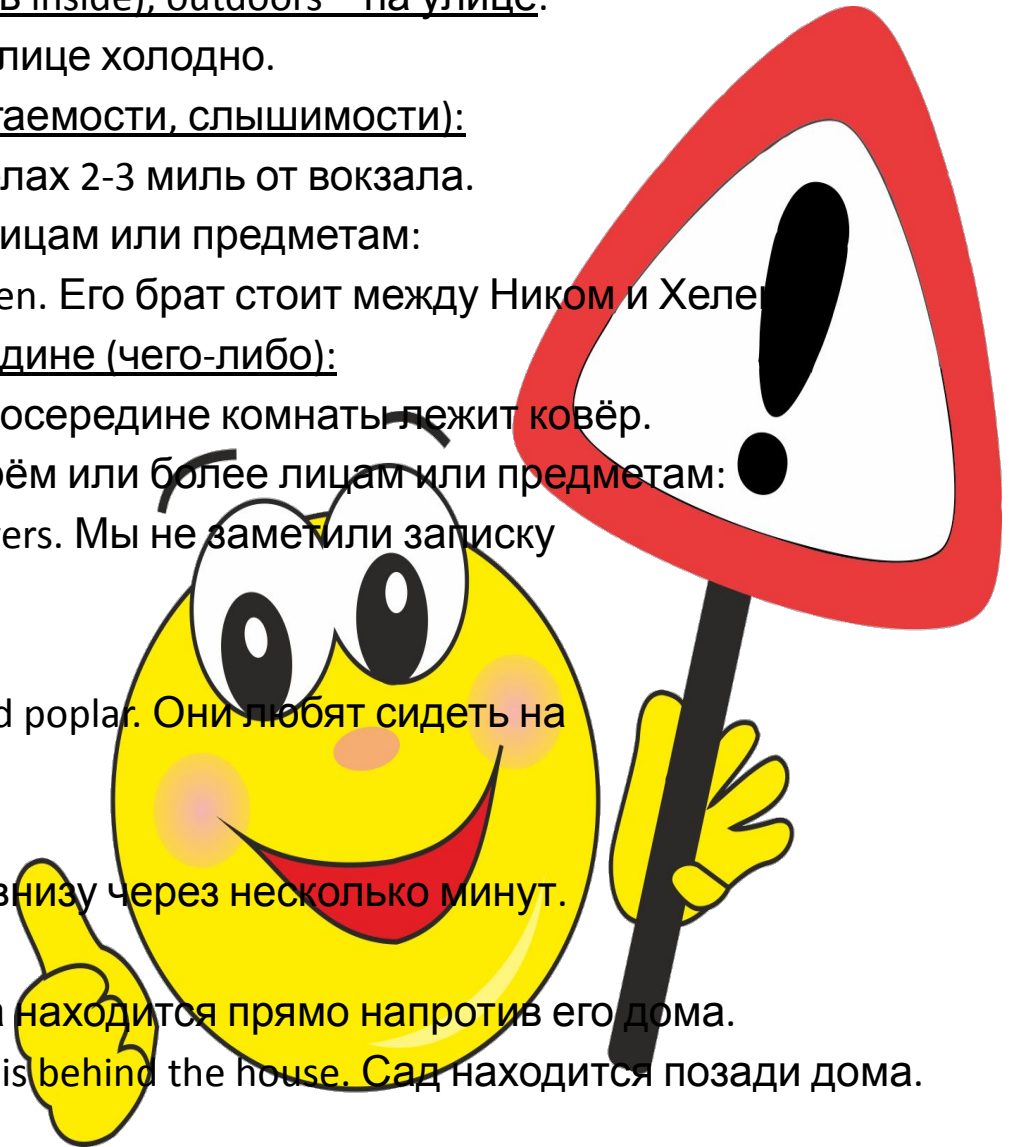 inside), outdoors – на улице.
лице холодно.
гаемости, слышимости):
елах 2-3 миль от вокзала.
ицам или предметам:
en. Его брат стоит между Ником и Хеле
дине (чего-либо):
осередине комнаты лежит ковёр.
рём или более лицам или предметам:
ers. Мы не заметили записку
d poplar. Они любят сидеть на
внизу через несколько минут.
а находится прямо напротив его дома.
is behind the house. Сад находится позади дома.